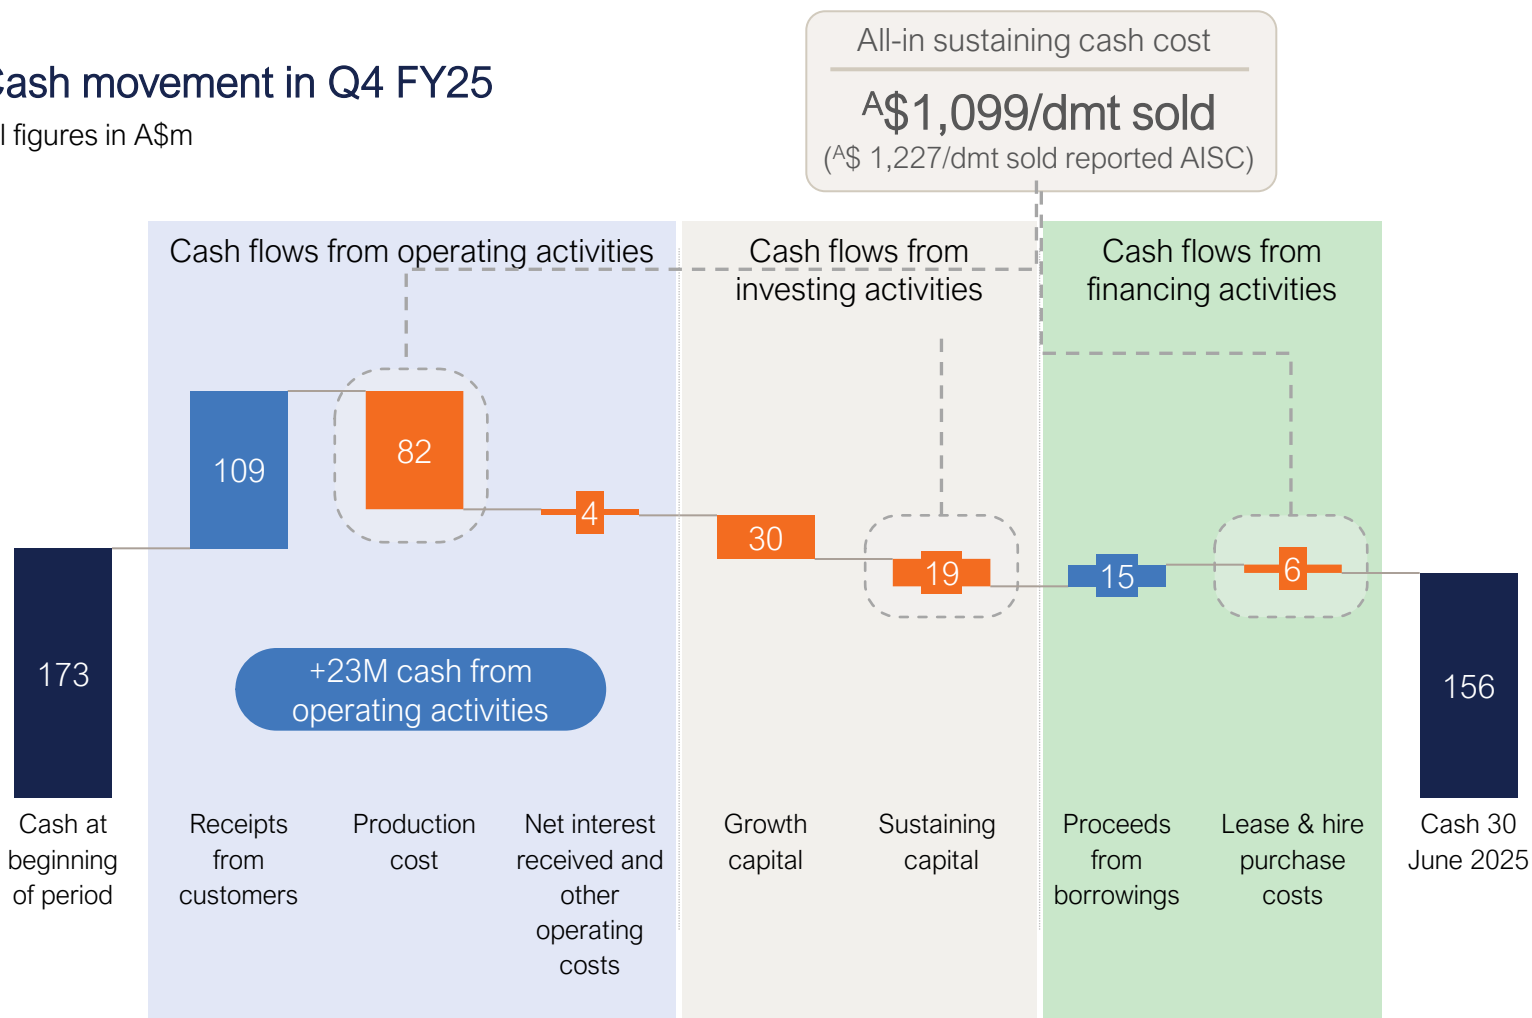 All-in sustaining cash cost
A$1,099/dmt sold
(A$ 1,227/dmt sold reported AISC)
ash movement in Q4 FY25
l figures in A$m
Cash flows from operating activities
Cash flows from
investing activities
Cash flows from
financing activities
109
82
4
30
19
15
6
173
156
+23M cash from
operating activities
Cash at
beginning
of period
Receipts
from
customers
Production
cost
Net interest
received and
other
operating
costs
Growth
capital
Sustaining
capital
Proceeds
from
borrowings
Lease & hire
purchase
costs
Cash 30
June 2025